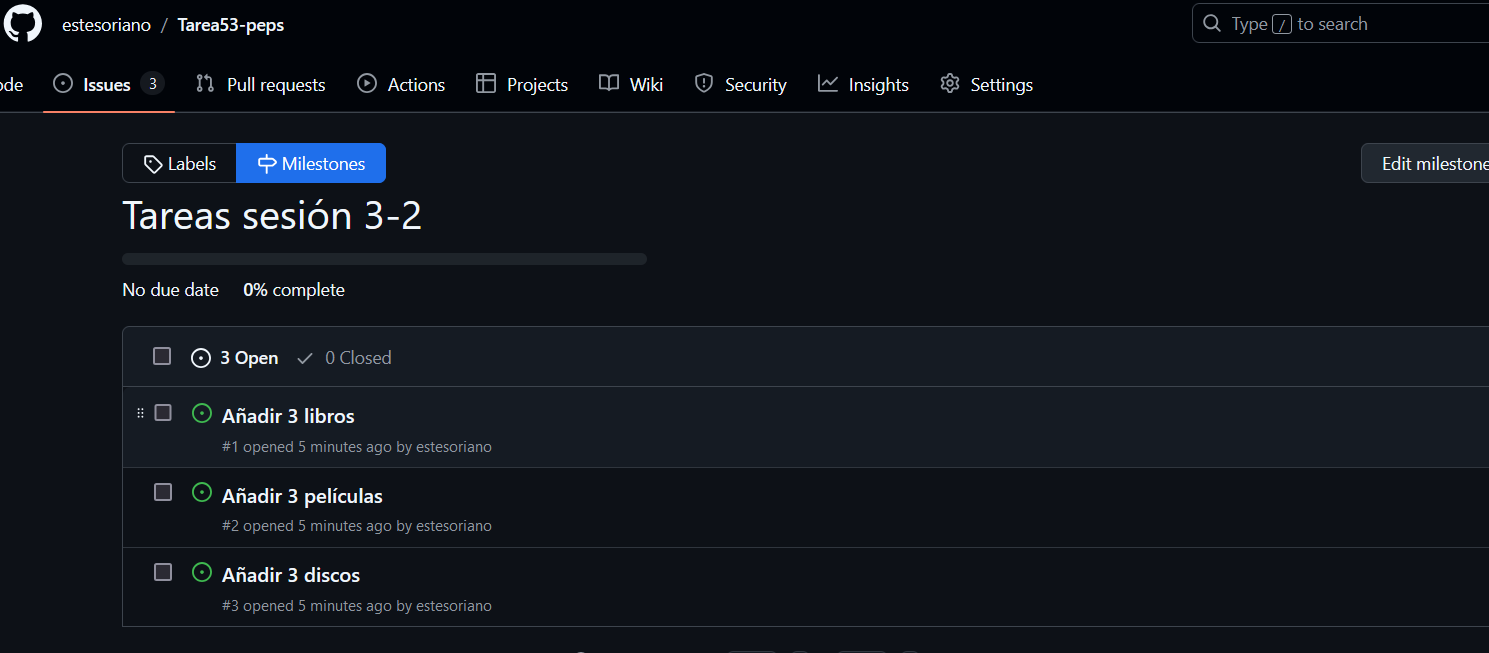 estesoriano / Tarea53-peps
Type / to search
ode Issues 3 Pull requests Actions Projects Wiki Security Insights Settings
Labels Milestones
Edit milestone
Tareas sesión 3-2
No due date 0% complete
3 Open 0 Closed
Añadir 3 libros
#1 opened 5 minutes ago by estesoriano
Añadir 3 películas
#2 opened 5 minutes ago by estesoriano
Añadir 3 discos
#3 opened 5 minutes ago by estesoriano